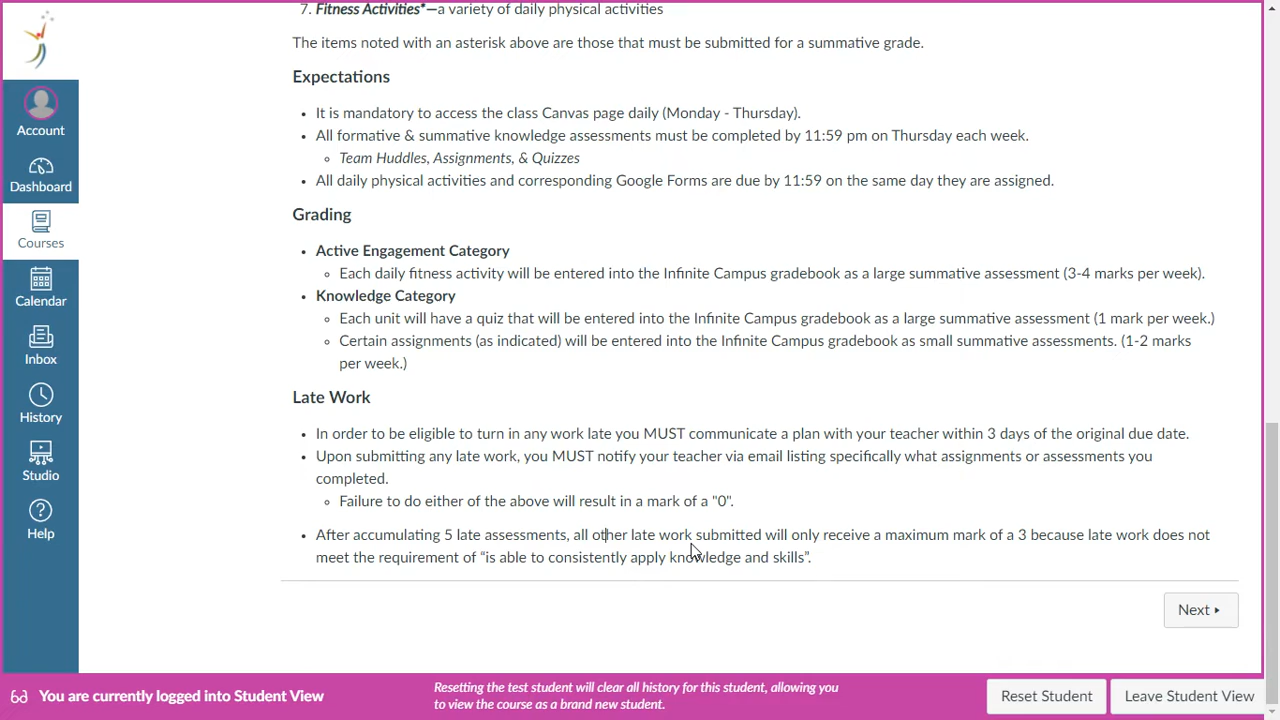 7. Fitness Activities*—a variety of daily physical activities
The items noted with an asterisk above are those that must be submitted for a summative grade.
Expectations
• It is mandatory to access the class Canvas page daily (Monday - Thursday).
• All formative & summative knowledge assessments must be completed by 11:59 pm on Thursday each week.
◦ Team Huddles, Assignments, & Quizzes
• All daily physical activities and corresponding Google Forms are due by 11:59 on the same day they are assigned.
Grading
• Active Engagement Category
◦ Each daily fitness activity will be entered into the Infinite Campus gradebook as a large summative assessment (3-4 marks per week).
• Knowledge Category
◦ Each unit will have a quiz that will be entered into the Infinite Campus gradebook as a large summative assessment (1 mark per week.)
◦ Certain assignments (as indicated) will be entered into the Infinite Campus gradebook as small summative assessments. (1-2 marks
per week.)
Late Work
• In order to be eligible to turn in any work late you MUST communicate a plan with your teacher within 3 days of the original due date.
• Upon submitting any late work, you MUST notify your teacher via email listing specifically what assignments or assessments you
completed.
◦ Failure to do either of the above will result in a mark of a "0".
• After accumulating 5 late assessments, all other late work submitted will only receive a maximum mark of a 3 because late work does not
meet the requirement of “is able to consistently apply knowledge and skills”.
Next ▸
Account
Dashboard
Courses
Calendar
Inbox
History
Studio
Help
You are currently logged into Student View
Resetting the test student will clear all history for this student, allowing you
to view the course as a brand new student.
Reset Student
Leave Student View